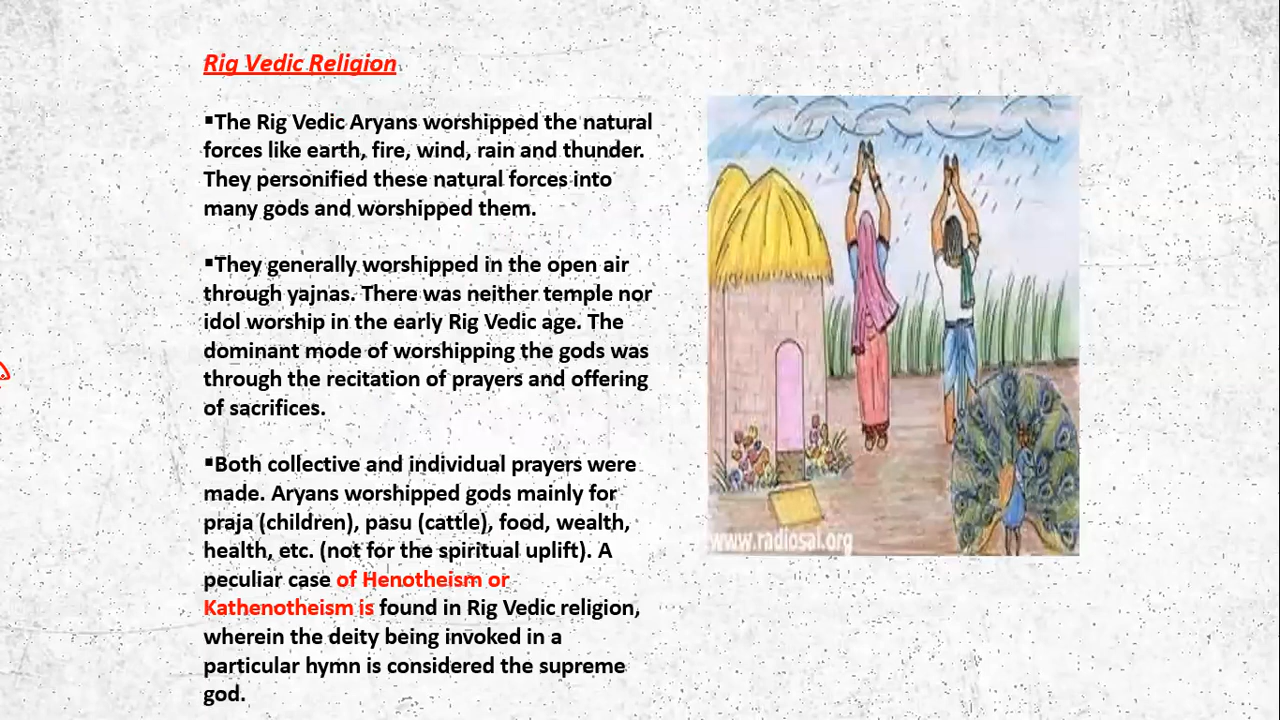 Rig Vedic Religion
▪The Rig Vedic Aryans worshipped the natural
forces like earth, fire, wind, rain and thunder.
They personified these natural forces into
many gods and worshipped them.
▪They generally worshipped in the open air
through yajnas. There was neither temple nor
idol worship in the early Rig Vedic age. The
dominant mode of worshipping the gods was
through the recitation of prayers and offering
of sacrifices.
▪Both collective and individual prayers were
made. Aryans worshipped gods mainly for
praja (children), pasu (cattle), food, wealth,
health, etc. (not for the spiritual uplift). A
peculiar case of Henotheism or
Kathenotheism is found in Rig Vedic religion,
wherein the deity being invoked in a
particular hymn is considered the supreme
god.
www.radiosai.org